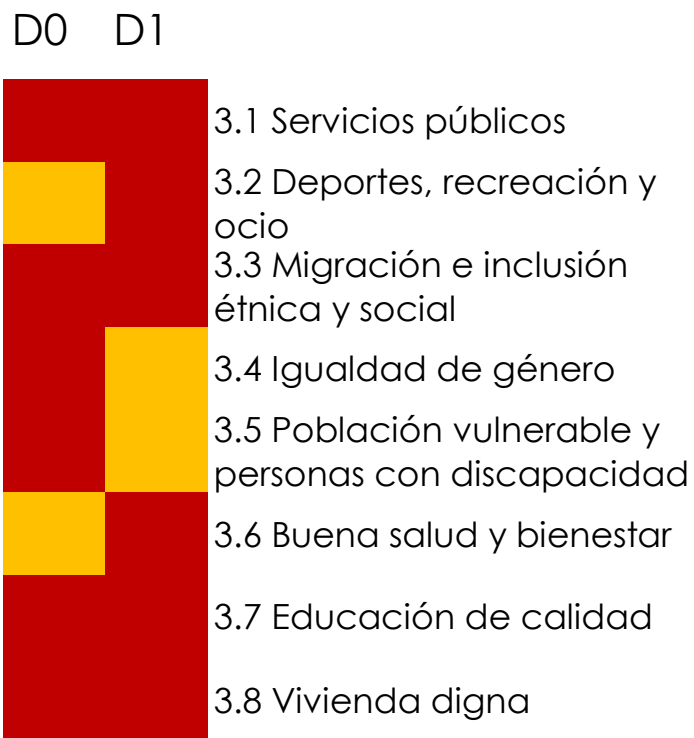 D0 D1
3.1 Servicios públicos
3.2 Deportes, recreación y
ocio
3.3 Migración e inclusión
étnica y social
3.4 Igualdad de género
3.5 Población vulnerable y
personas con discapacidad
3.6 Buena salud y bienestar
3.7 Educación de calidad
3.8 Vivienda digna